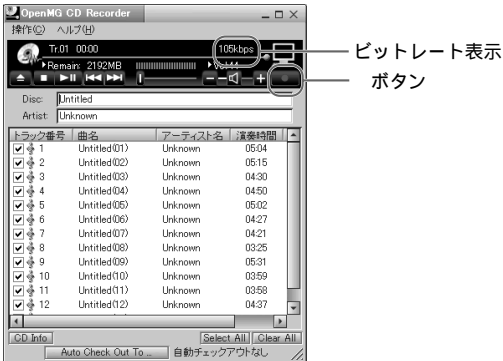 OpenMG CD Recorder
操作(C) ヘルプ(H)
Tr.01 00:00 105kbps
Remain: 2192MB Vol.44
ビットレート表示
ボタン
Disc: Untitled
Artist: Unknown
トラック番号 曲名 アーティスト名 演奏時間
1 Untitled(01) Unknown 05:04
2 Untitled(02) Unknown 05:15
3 Untitled(03) Unknown 04:30
4 Untitled(04) Unknown 04:50
5 Untitled(05) Unknown 05:02
6 Untitled(06) Unknown 04:27
7 Untitled(07) Unknown 04:21
8 Untitled(08) Unknown 03:25
9 Untitled(09) Unknown 05:31
10 Untitled(10) Unknown 03:59
11 Untitled(11) Unknown 03:58
12 Untitled(12) Unknown 04:37
CD Info Select All Clear All
Auto Check Out To ... 自動チェックアウトなし